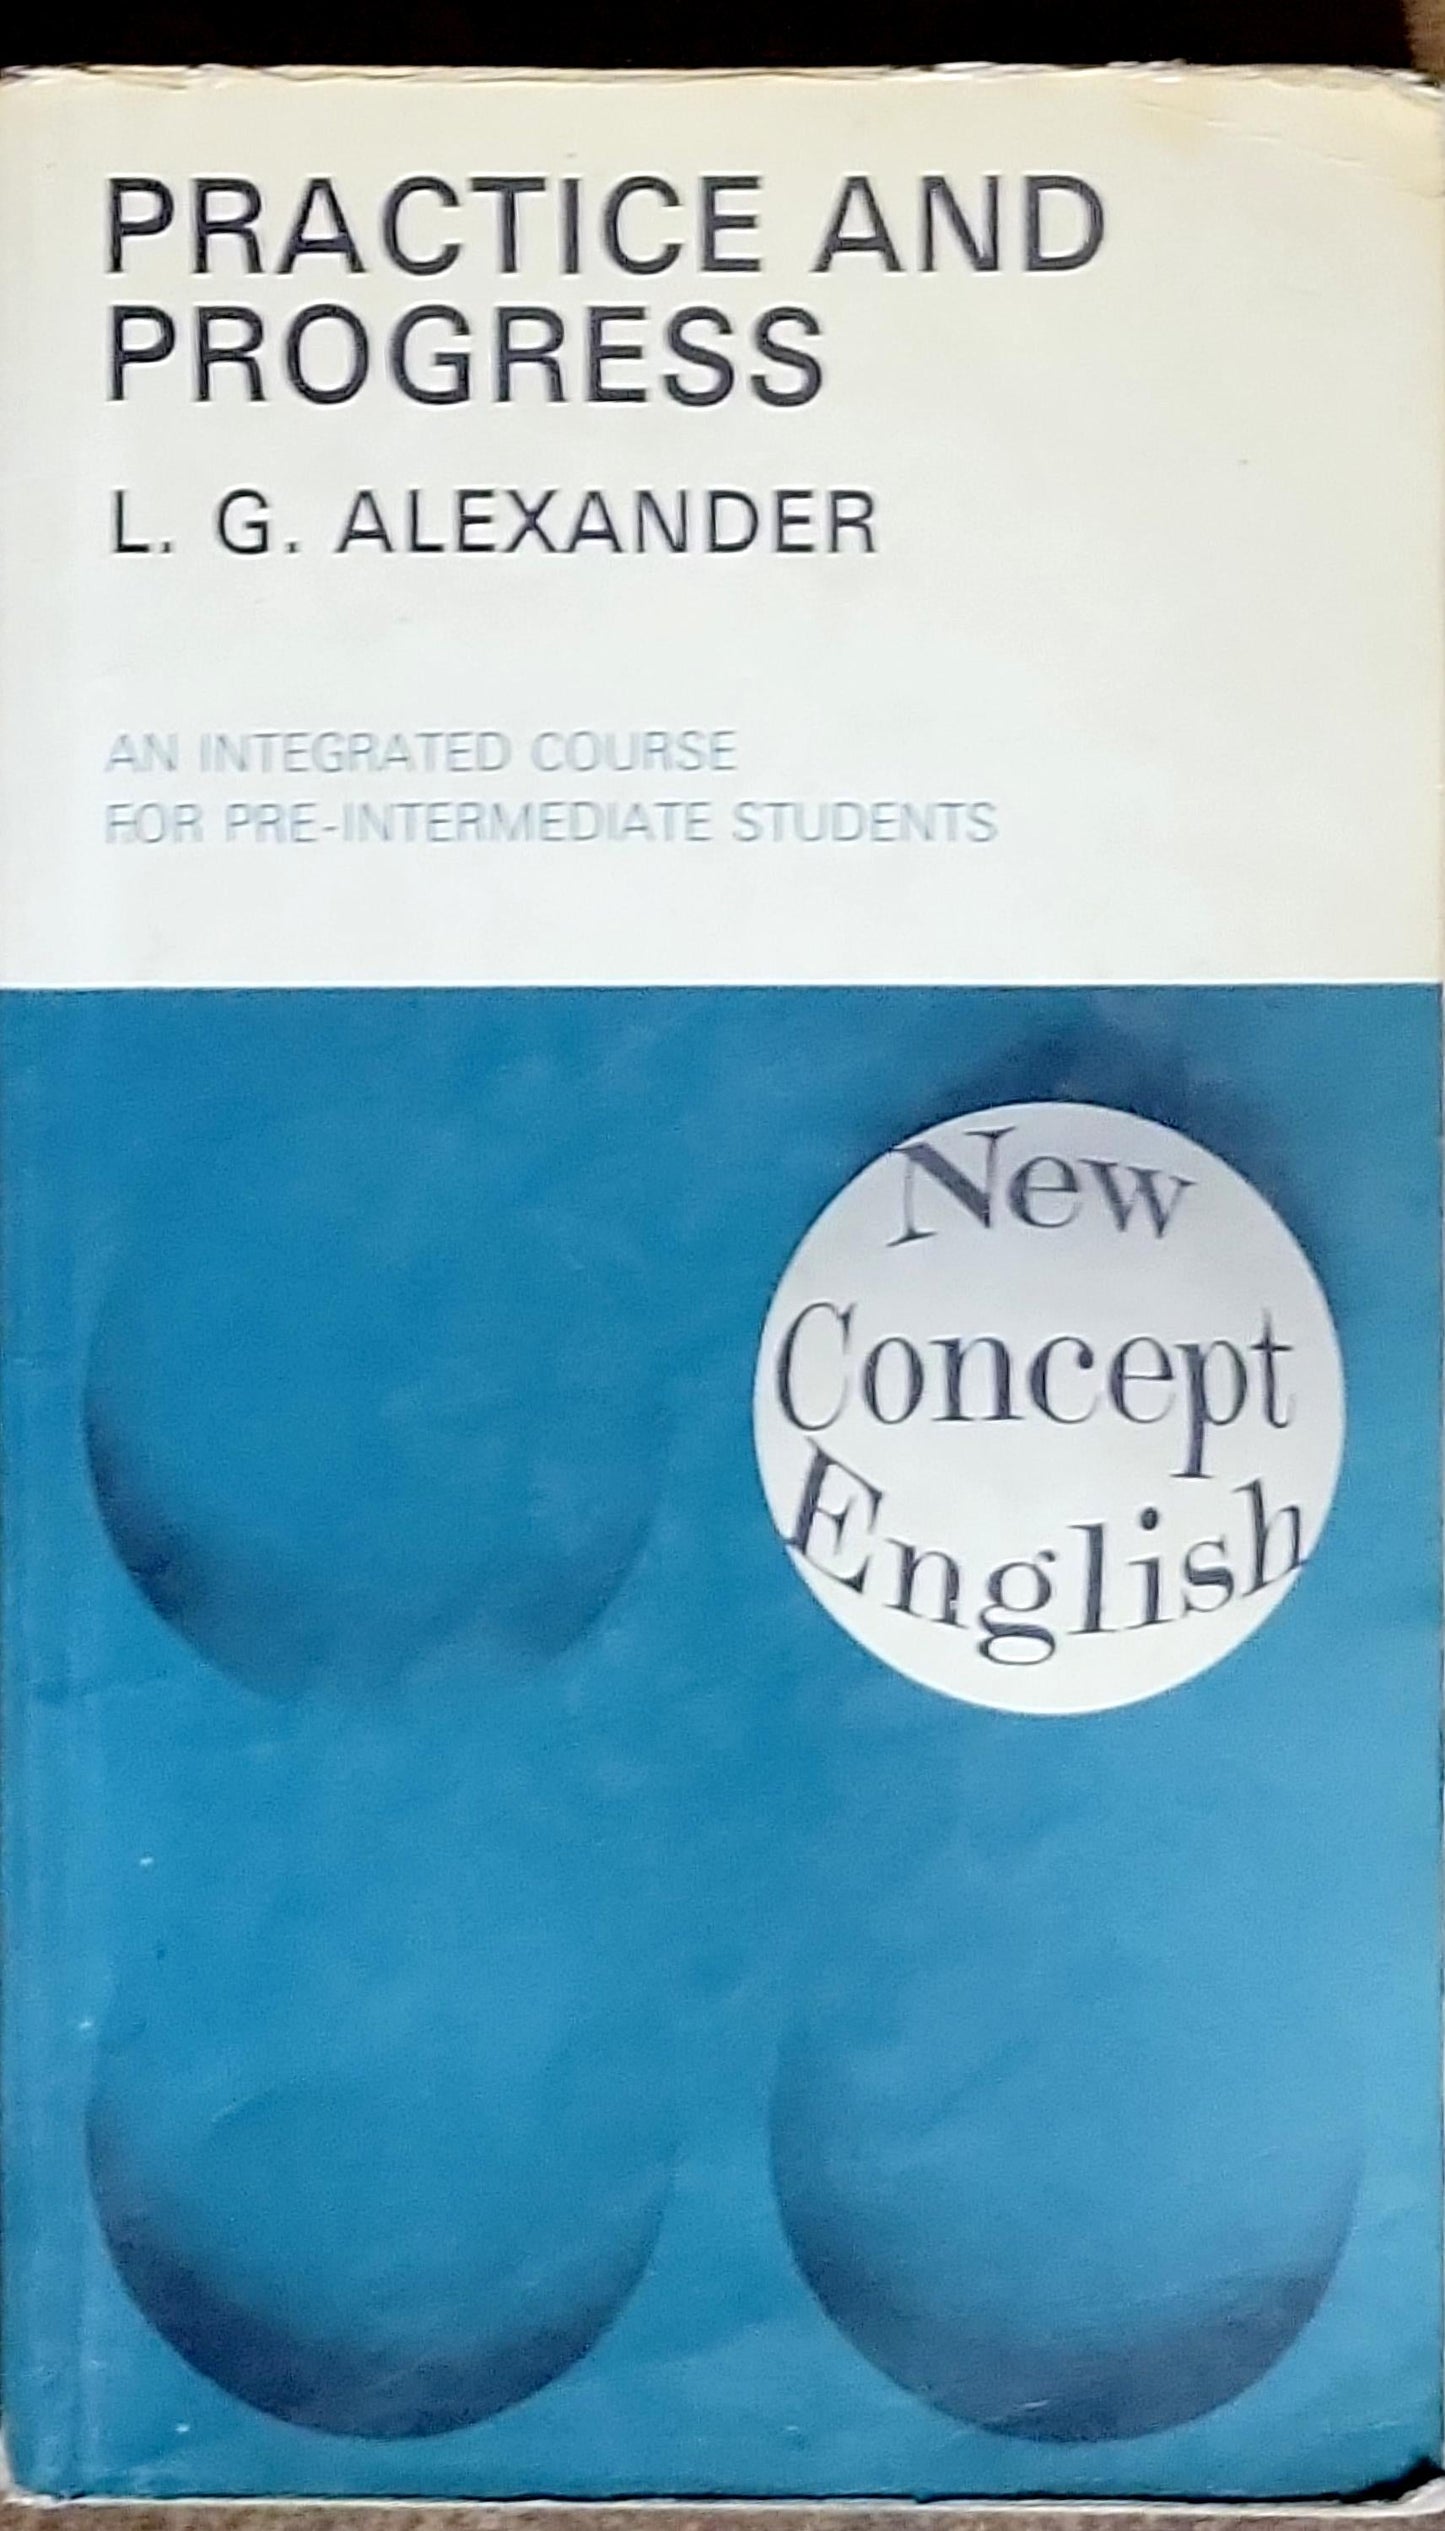 PRACTICE AND
PROGRESS
L. G. ALEXANDER
AN INTEGRATED COURSE
FOR PRE-INTERMEDIATE STUDENTS
New
Concept
English